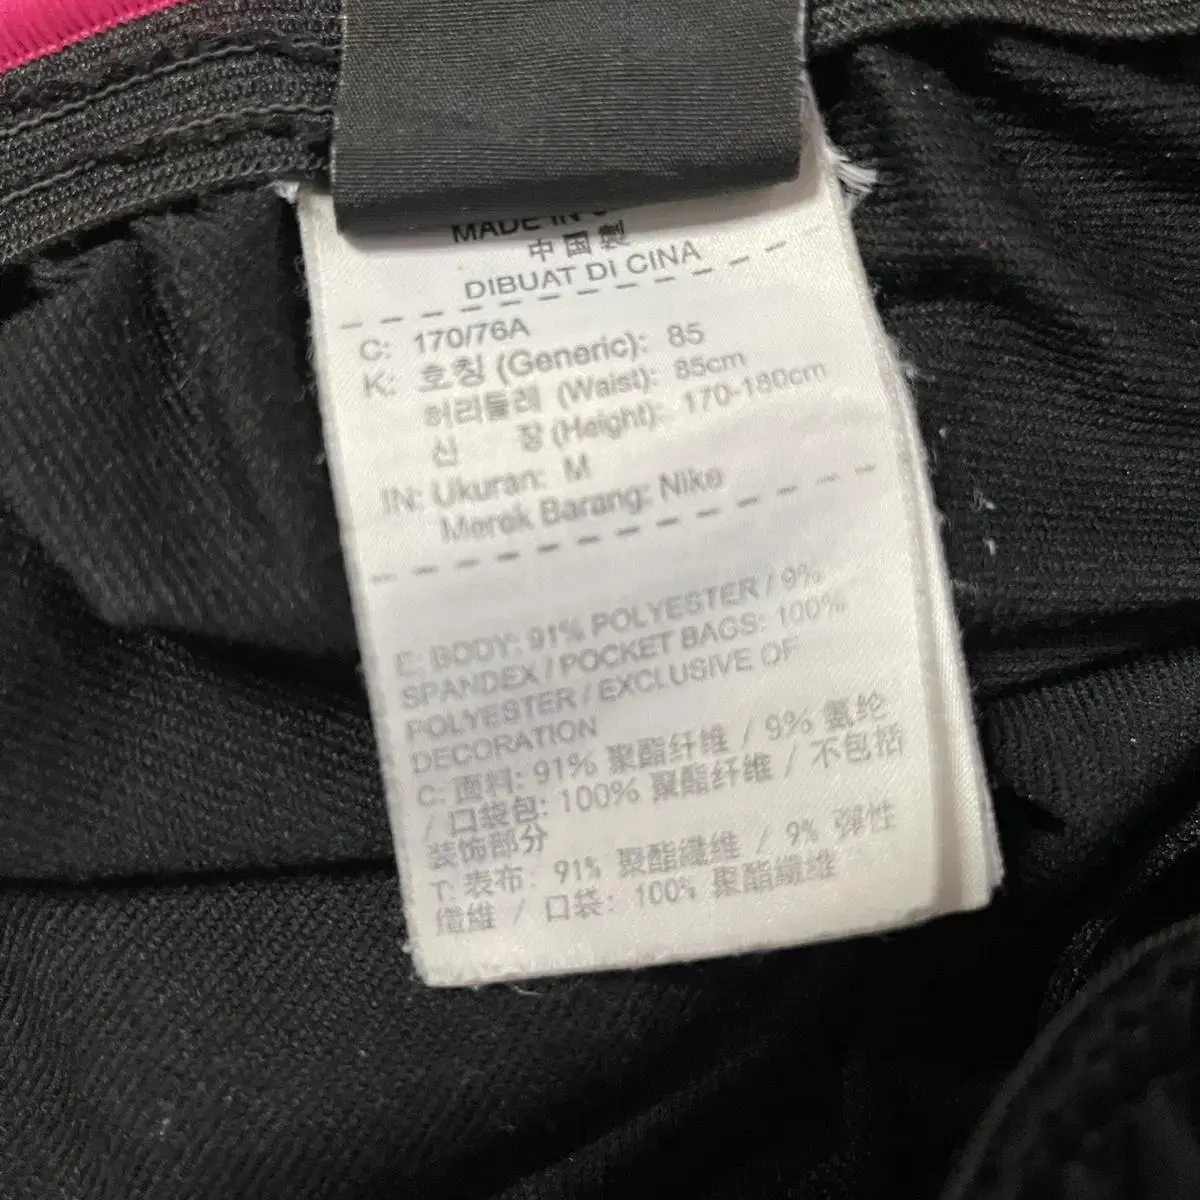 MADE IN
中国製
DIBUAT DI CINA
C: 170/76A
K: 호칭 (Generic): 85
허리둘레 (Waist): 85cm
신 장 (Height): 170-180cm
IN: Ukuran: M
Merek Barang: Nike
E: BODY: 91% POLYESTER / 9%
SPANDEX / POCKET BAGS: 100%
POLYESTER / EXCLUSIVE OF
DECORATION
C: 面料: 91% 聚酯纤维 / 9% 氨纶
/ 口袋包: 100% 聚酯纤维 / 不包括
装饰部分
T: 表布: 91% 聚酯纖維 / 9% 彈性
纖維 / 口袋: 100% 聚酯纖維